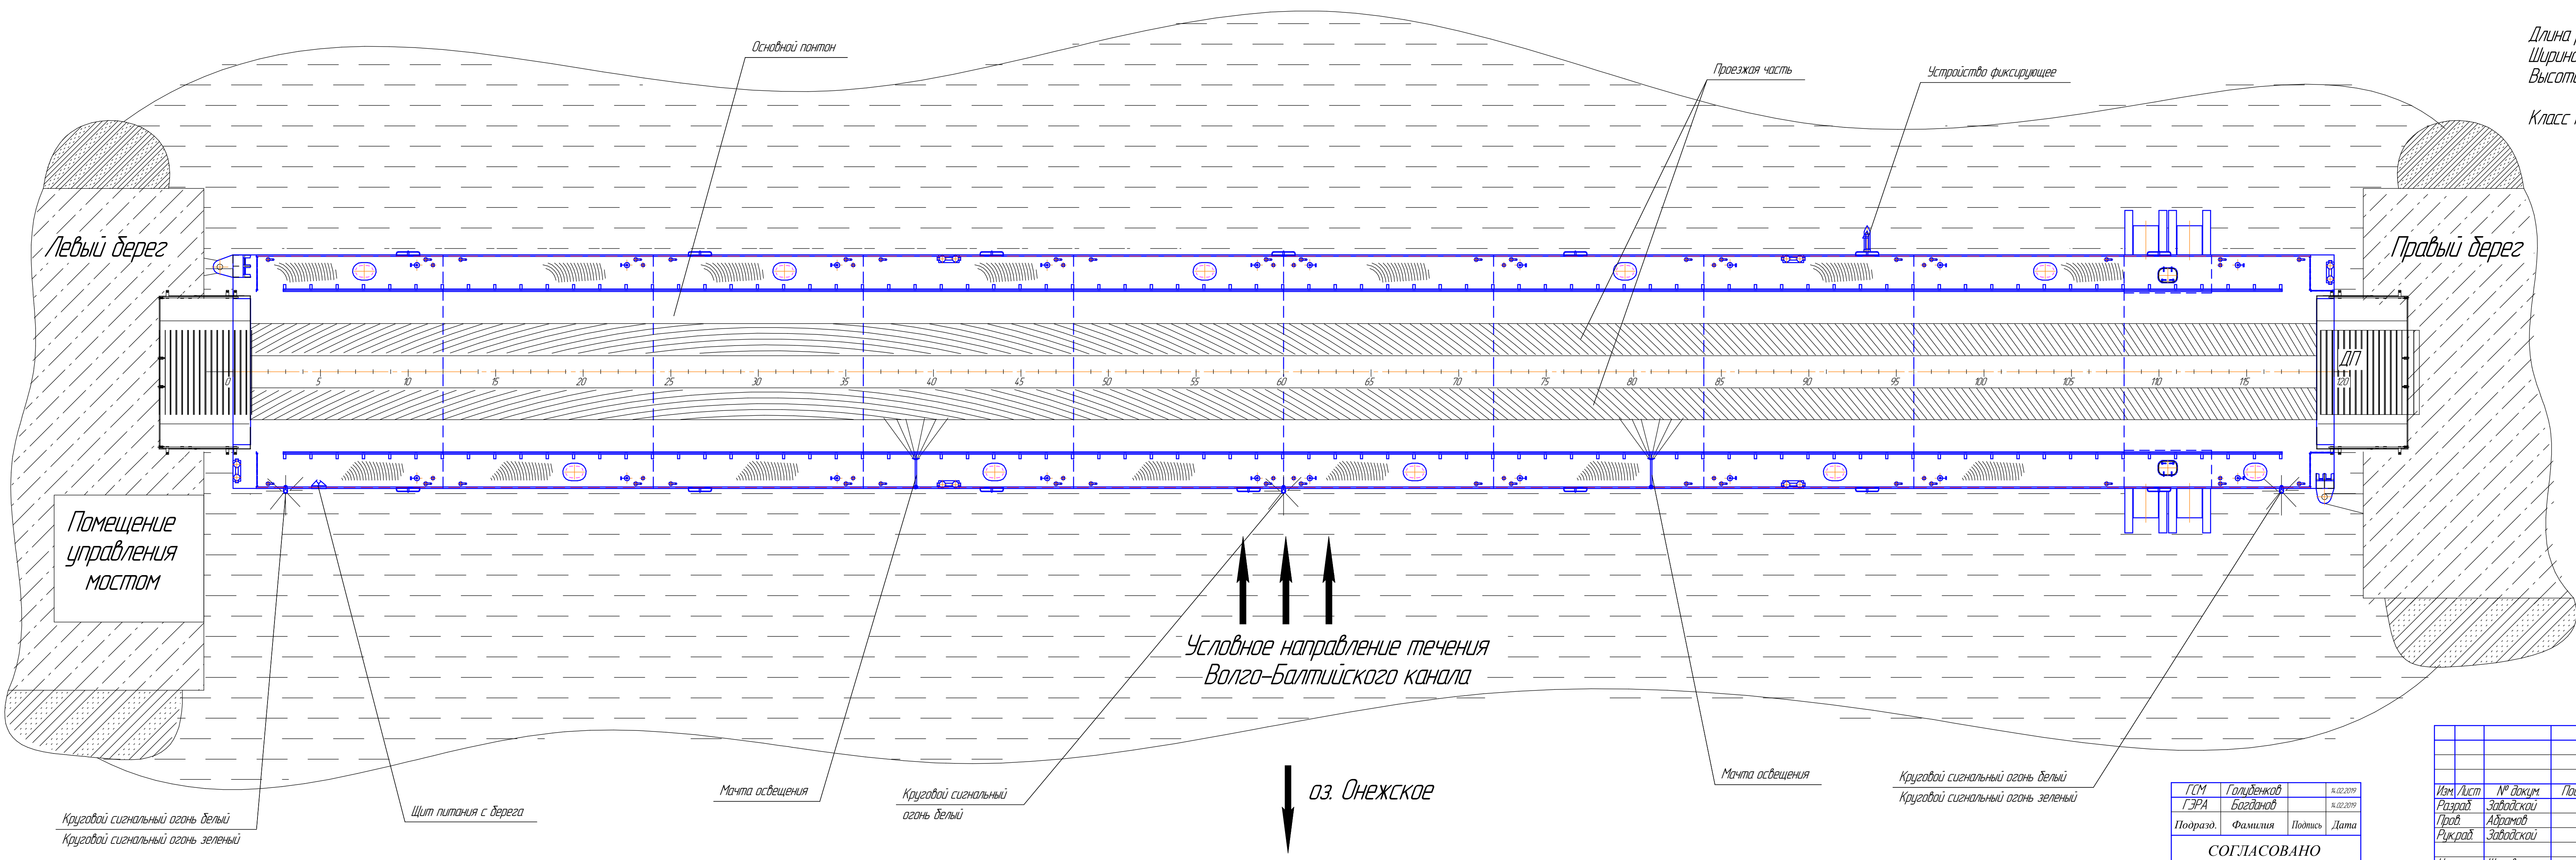 Основной понтон
Проезжая часть
Устройство фиксирующее
Длина
Высот
Класс
Левый берег
Правый берег
0 5 10 15 20 25 30 35 40 45 50 55 60 65 70 75 80 85 90 95 100 105 110 115 120
ДП
Помещение
управления
мостом
Условное направление течения
Волго-Балтийского канала
оз. Онежское
Круговой сигнальный огонь белый
Круговой сигнальный огонь зеленый
Щит питания с берега
Мачта освещения
Круговой сигнальный
огонь белый
Мачта освещения
Круговой сигнальный огонь белый
Круговой сигнальный огонь зеленый
ГСМ Голубенков 14.02.2019
ГЭРА Богданов 14.02.2019
Подразд. Фамилия Подпись Дата
СОГЛАСОВАНО
Изм. Лист № докум. По
Разраб. Заводской
Пров. Абрамов
Рук.раб. Заводской